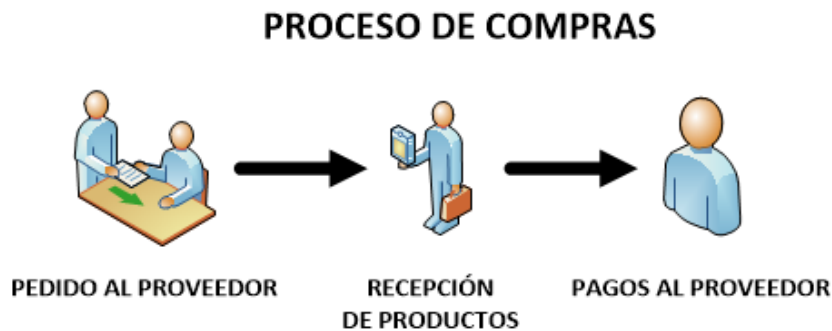 PROCESO DE COMPRAS
PEDIDO AL PROVEEDOR
RECEPCIÓN
DE PRODUCTOS
PAGOS AL PROVEEDOR